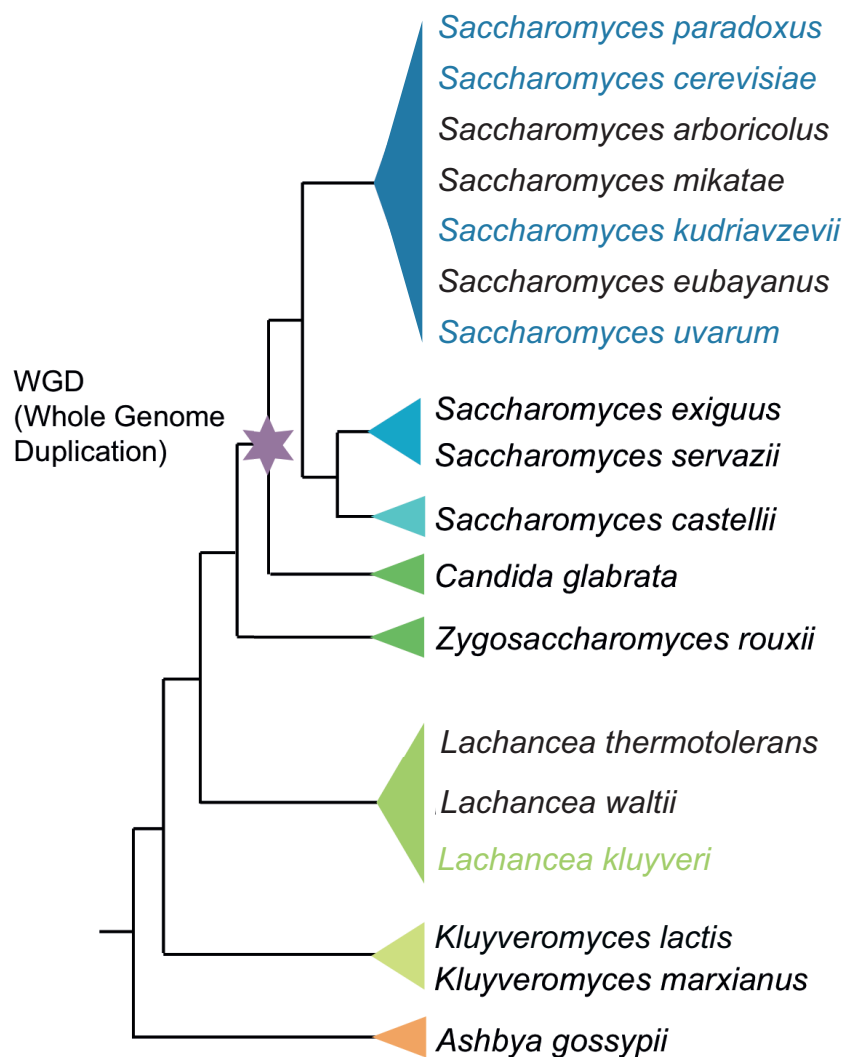 Saccharomyces paradoxus
Saccharomyces cerevisiae
Saccharomyces arboricolus
Saccharomyces mikatae
Saccharomyces kudriavzevii
Saccharomyces eubayanus
Saccharomyces uvarum
WGD
(Whole Genome
Duplication)
Saccharomyces exiguus
Saccharomyces servazii
Saccharomyces castellii
Candida glabrata
Zygosaccharomyces rouxii
Lachancea thermotolerans
Lachancea waltii
Lachancea kluyveri
Kluyveromyces lactis
Kluyveromyces marxianus
Ashbya gossypii